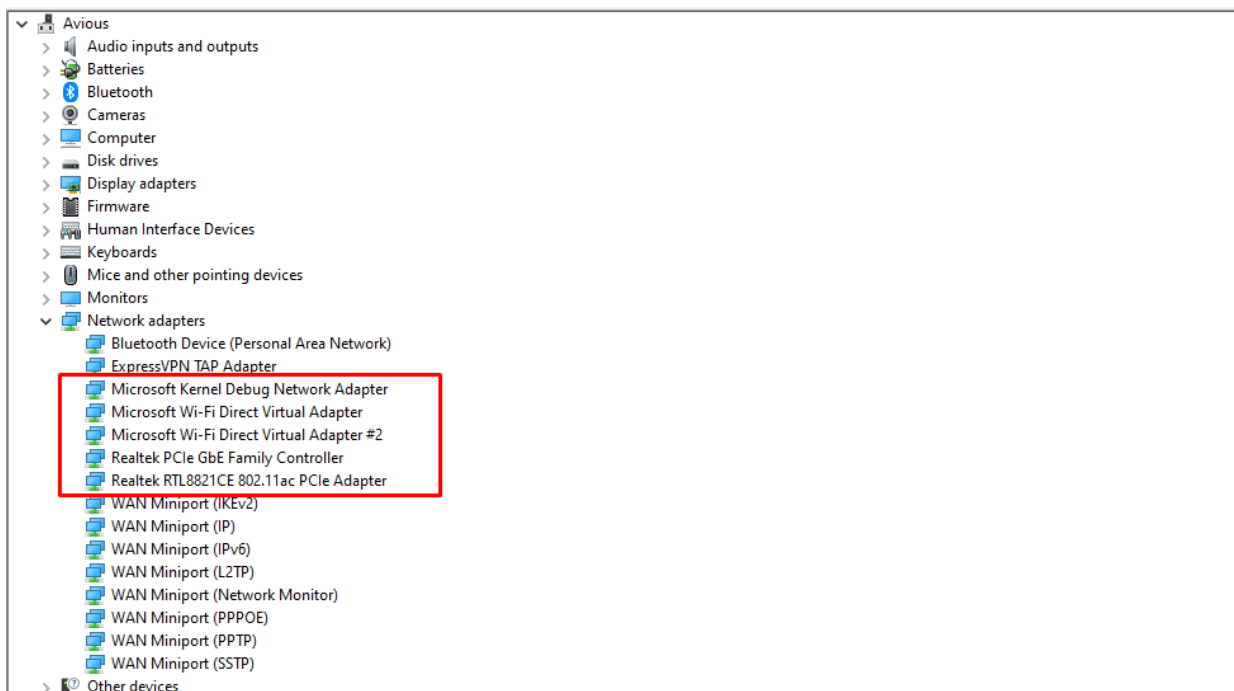 Avious
Audio inputs and outputs
Batteries
Bluetooth
Cameras
Computer
Disk drives
Display adapters
Firmware
Human Interface Devices
Keyboards
Mice and other pointing devices
Monitors
Network adapters
Bluetooth Device (Personal Area Network)
ExpressVPN TAP Adapter
Microsoft Kernel Debug Network Adapter
Microsoft Wi-Fi Direct Virtual Adapter
Microsoft Wi-Fi Direct Virtual Adapter #2
Realtek PCIe GbE Family Controller
Realtek RTL8821CE 802.11ac PCIe Adapter
WAN Miniport (IKEv2)
WAN Miniport (IP)
WAN Miniport (IPv6)
WAN Miniport (L2TP)
WAN Miniport (Network Monitor)
WAN Miniport (PPPOE)
WAN Miniport (PPTP)
WAN Miniport (SSTP)
Other devices